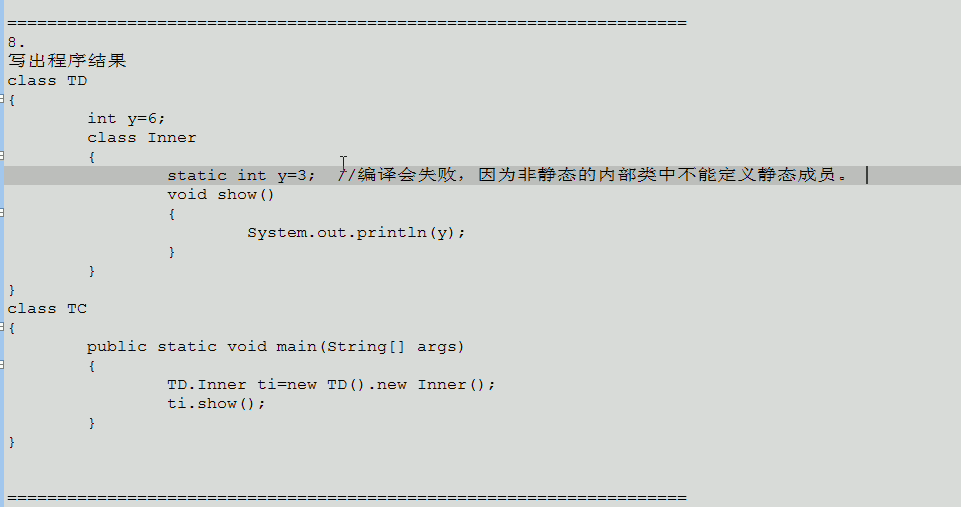 ====================================================================
8.
写出程序结果
class TD
{
        int y=6;
        class Inner
        {
                static int y=3;  //编译会失败，因为非静态的内部类中不能定义静态成员。
                void show()
                {
                        System.out.println(y);
                }
        }
}
class TC
{
        public static void main(String[] args)
        {
                TD.Inner ti=new TD().new Inner();
                ti.show();
        }
}
====================================================================